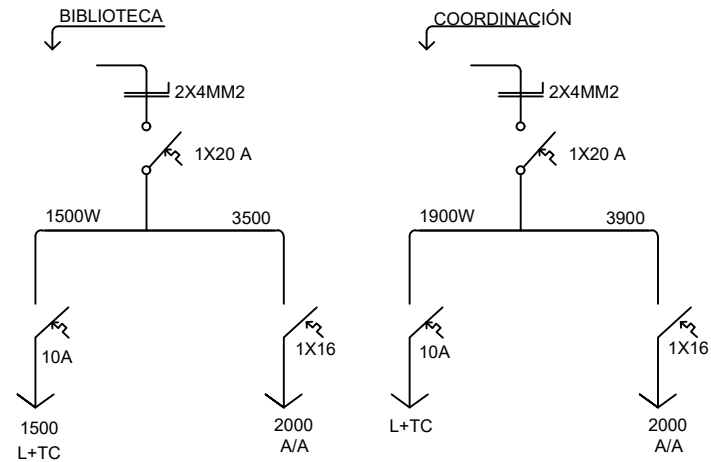 BIBLIOTECA
2X4MM2
1X20 A
1500W
3500
10A
1X16
1500
L+TC
2000
A/A
COORDINACIÓN
2X4MM2
1X20 A
1900W
3900
10A
1X16
L+TC
2000
A/A